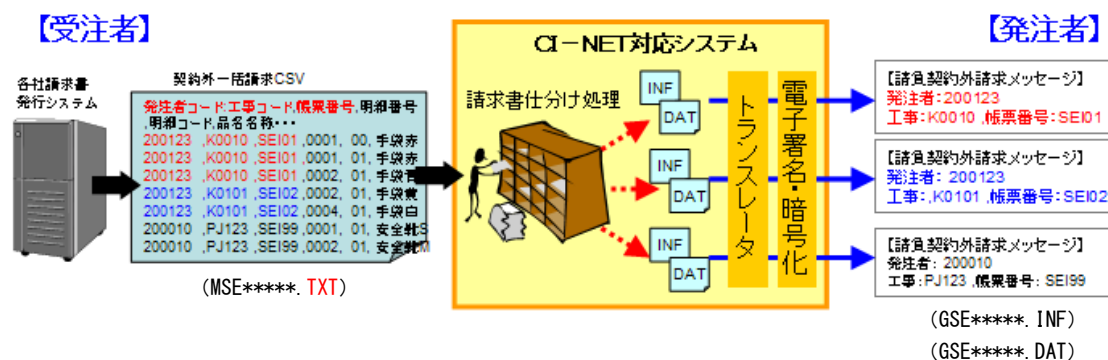 【受注者】
各社請求書
発行システム
契約外一括請求CSV
発注者コード,工事コード,帳票番号,明細番号
,明細コード,品名名称・・・
200123 ,K0010 ,SEI01 ,0001, 00, 手袋赤
200123 ,K0010 ,SEI01 ,0001, 01, 手袋赤
200123 ,K0010 ,SEI01 ,0002, 01, 手袋青
200123 ,K0101 ,SEI02 ,0002, 01, 手袋黄
200123 ,K0101 ,SEI02 ,0004, 01, 手袋白
200010 ,PJ123 ,SEI99 ,0001, 01, 安全靴S
200010 ,PJ123 ,SEI99 ,0002, 01, 安全靴M
(MSE*****.TXT)
CI－NET対応システム
請求書仕分け処理
INF
DAT
INF
DAT
INF
DAT
トランスレータ
電子署名・暗号化
【発注者】
【請負契約外請求メッセージ】
発注者:200123
工事:K0010 ,帳票番号:SEI01
【請負契約外請求メッセージ】
発注者: 200123
工事:,K0101 ,帳票番号:SEI02
【請負契約外請求メッセージ】
発注者: 200010
工事:PJ123 ,帳票番号: SEI99
(GSE*****.INF)
(GSE*****.DAT)